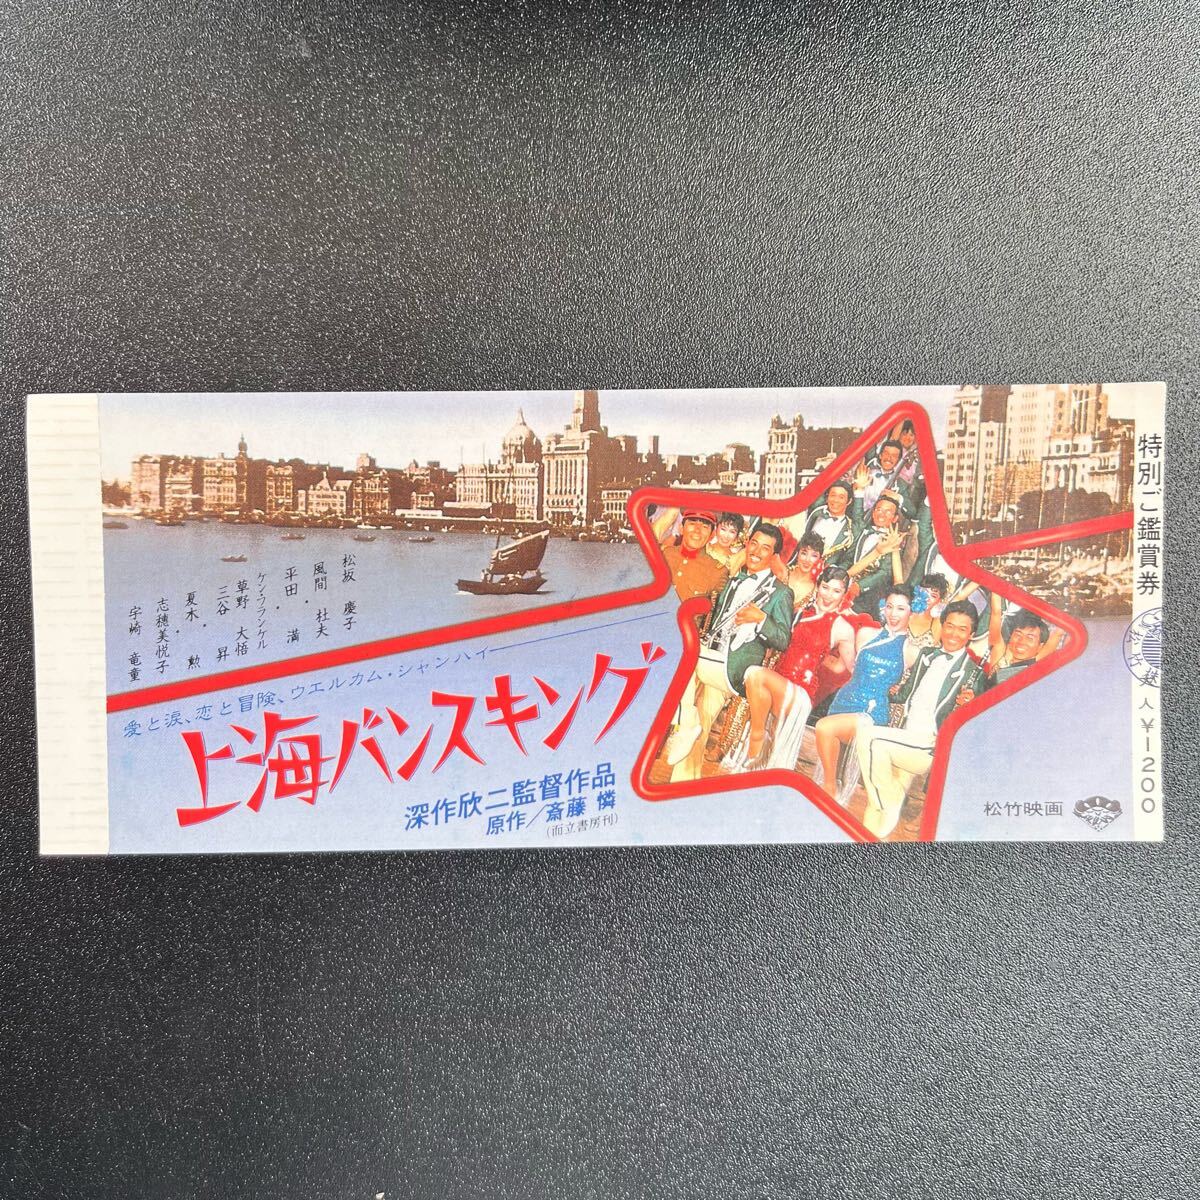 松坂慶子
風間杜夫
平田・満
ケン・フランケル
草野大悟
三谷昇
夏木・勲
志穂美悦子
宇崎竜童
愛と涙、恋と冒険、ウエルカム・シャンハイ――
上海バンスキング
深作欣二監督作品
原作/斎藤憐
(而立書房刊)
松竹映画
特別ご鑑賞券
人 ¥1200